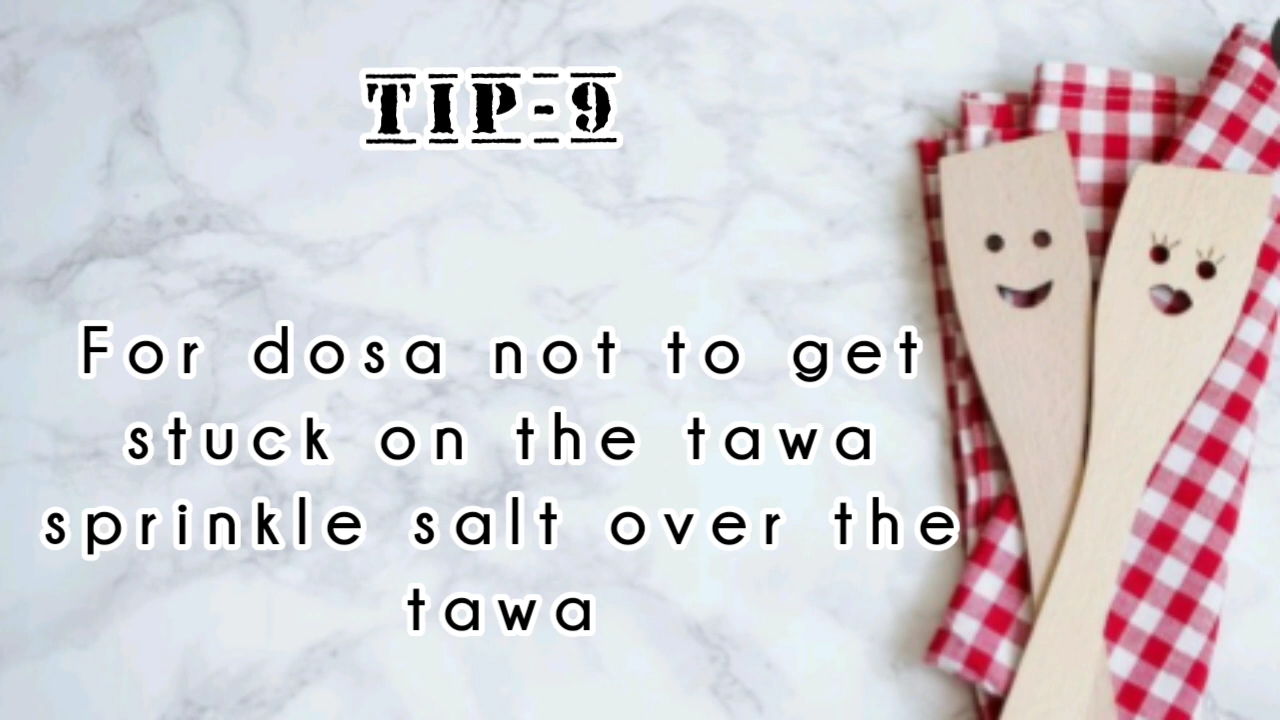 TIP-9
For dosa not to get
stuck on the tawa
sprinkle salt over the
tawa